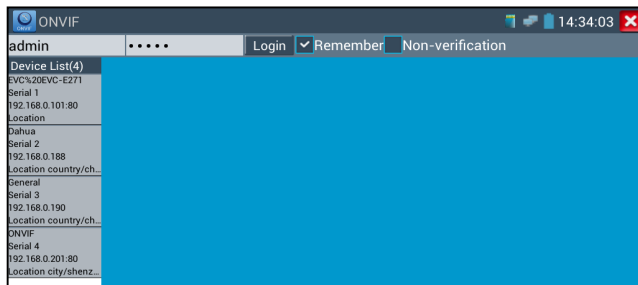 ONVIF
14:34:03
admin
•••••
Login
Remember
Non-verification
Device List(4)
EVC%20EVC-E271
Serial 1
192.168.0.101:80
Location
Dahua
Serial 2
192.168.0.188
Location country/ch...
General
Serial 3
192.168.0.190
Location country/ch...
ONVIF
Serial 4
192.168.0.201:80
Location city/shenz...